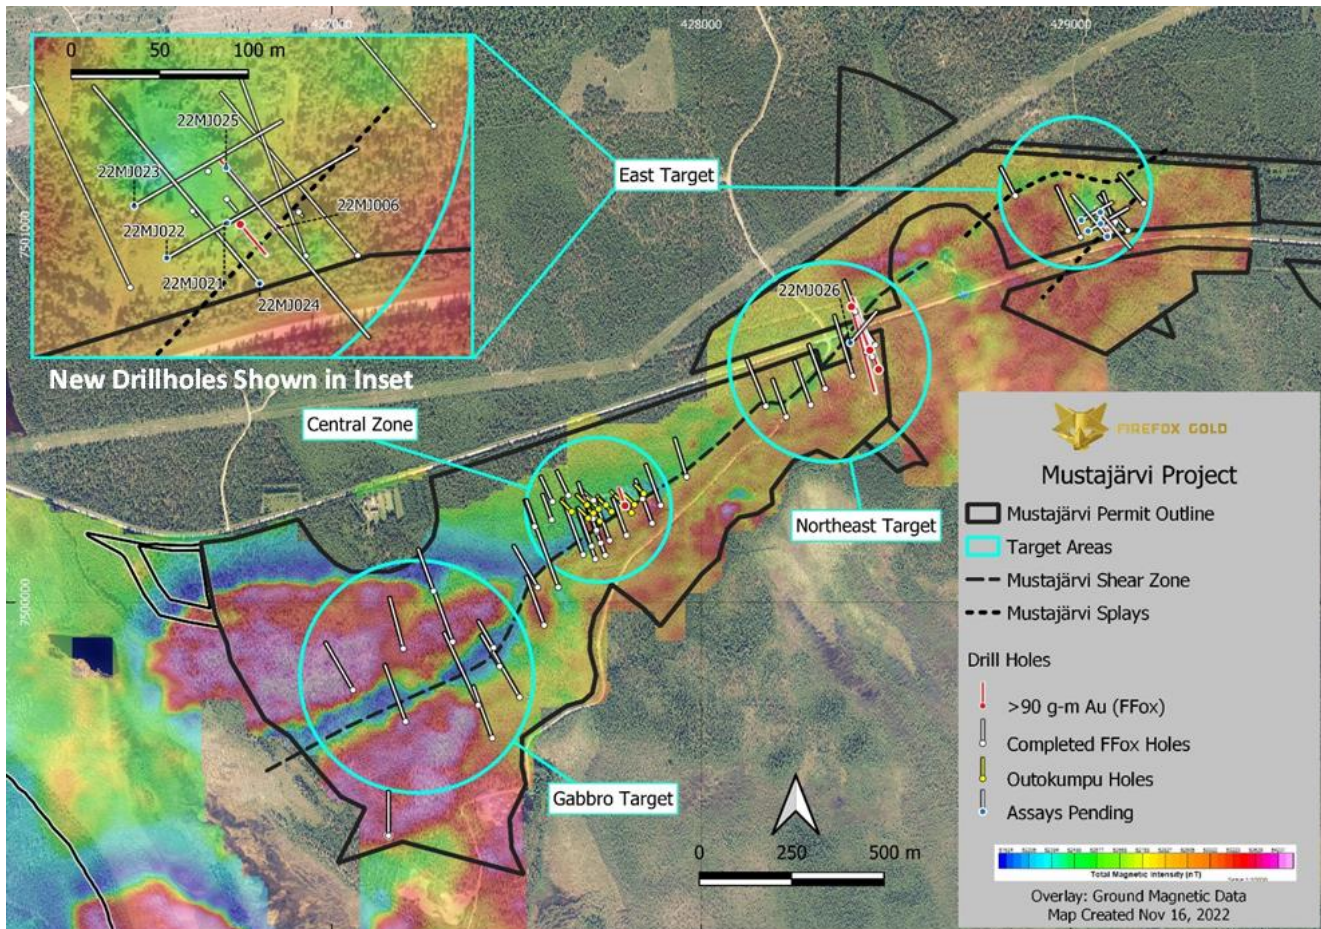 427000
428000
429000
7501000
7500000
0 50 100 m
22MJ025
22MJ023
22MJ006
22MJ022
22MJ021
22MJ024
New Drillholes Shown in Inset
East Target
22MJ026
Central Zone
Northeast Target
Gabbro Target
0 250 500 m
FIREFOX GOLD
Mustajärvi Project
Mustajärvi Permit Outline
Target Areas
Mustajärvi Shear Zone
Mustajärvi Splays
Drill Holes
>90 g-m Au (FFox)
Completed FFox Holes
Outokumpu Holes
Assays Pending
Total Magnetic Intensity (nT)
Overlay: Ground Magnetic Data
Map Created Nov 16, 2022